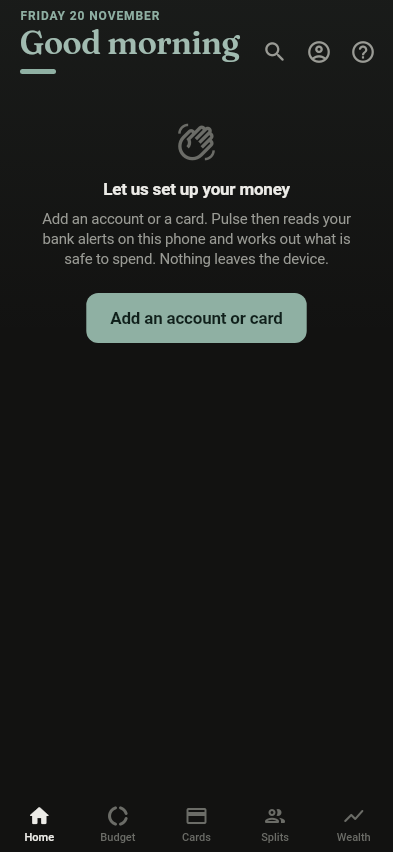 FRIDAY 20 NOVEMBER
Good morning
Let us set up your money
Add an account or a card. Pulse then reads your
bank alerts on this phone and works out what is
safe to spend. Nothing leaves the device.
Add an account or card
Home
Budget
Cards
Splits
Wealth